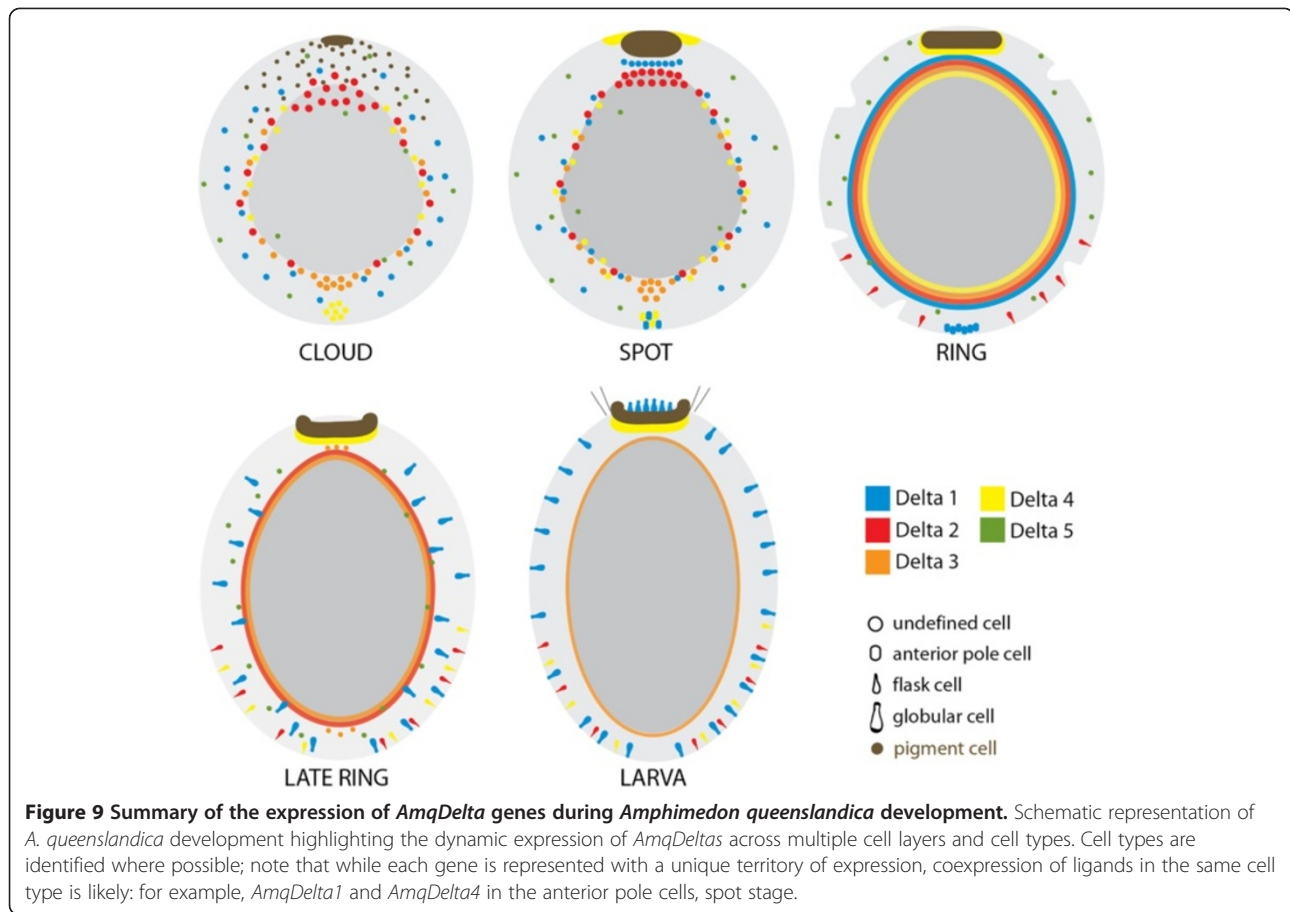 CLOUD
SPOT
RING
LATE RING
LARVA
Delta 1
Delta 4
Delta 2
Delta 5
Delta 3
undefined cell
anterior pole cell
flask cell
globular cell
pigment cell
Figure 9 Summary of the expression of AmqDelta genes during Amphimedon queenslandica development. Schematic representation of
A. queenslandica development highlighting the dynamic expression of AmqDeltas across multiple cell layers and cell types. Cell types are
identified where possible; note that while each gene is represented with a unique territory of expression, coexpression of ligands in the same cell
type is likely: for example, AmqDelta1 and AmqDelta4 in the anterior pole cells, spot stage.